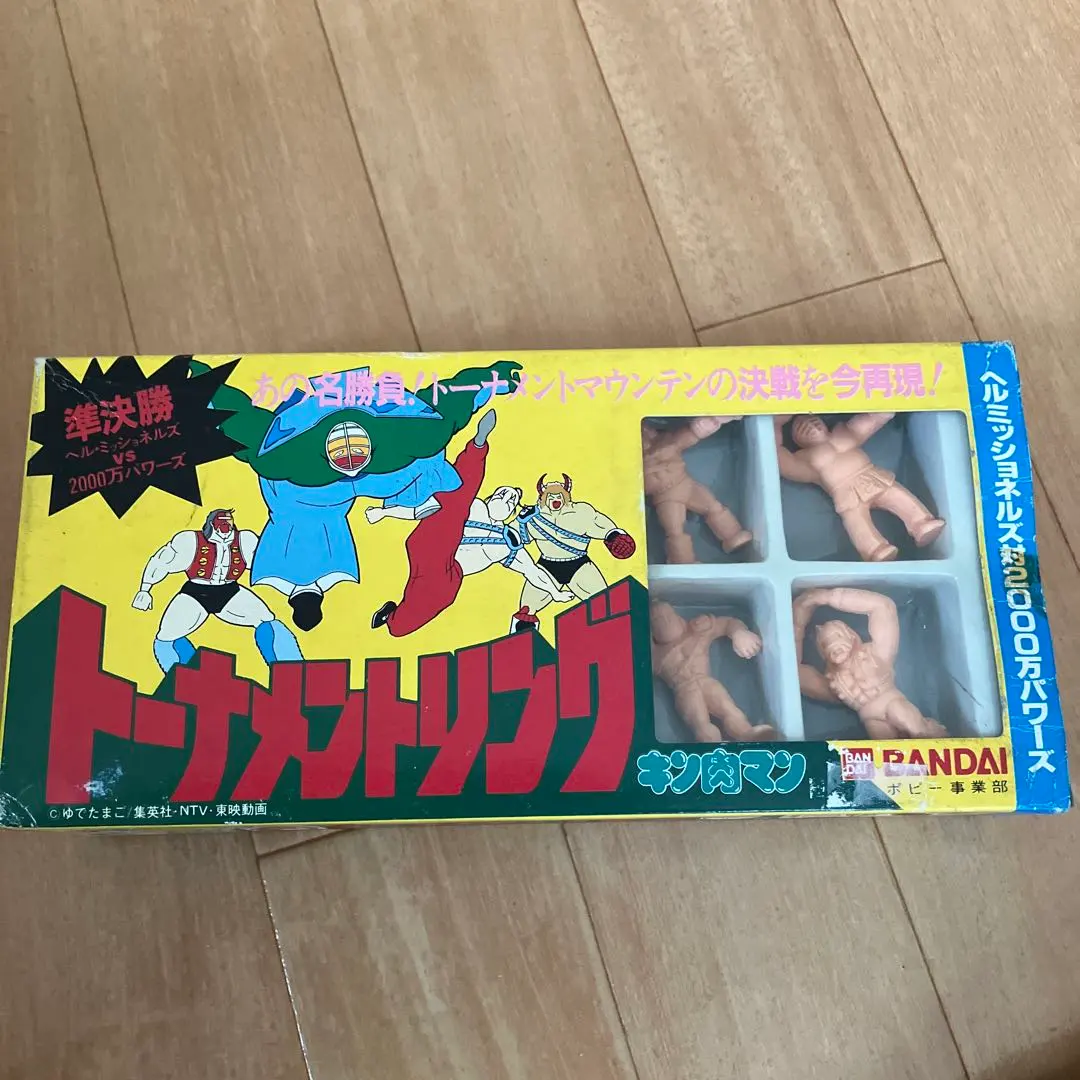 あの名勝負!トーナメントマウンテンの決戦を今再現!
準決勝
ヘル・ミッショネルズ
VS
2000万パワーズ
トーナメントリング
キン肉マン
BAN
DAI
BANDAI
ポピー事業部
©ゆでたまご/集英社・NTV・東映動画
ヘルミッショネルズ対2000万パワーズ